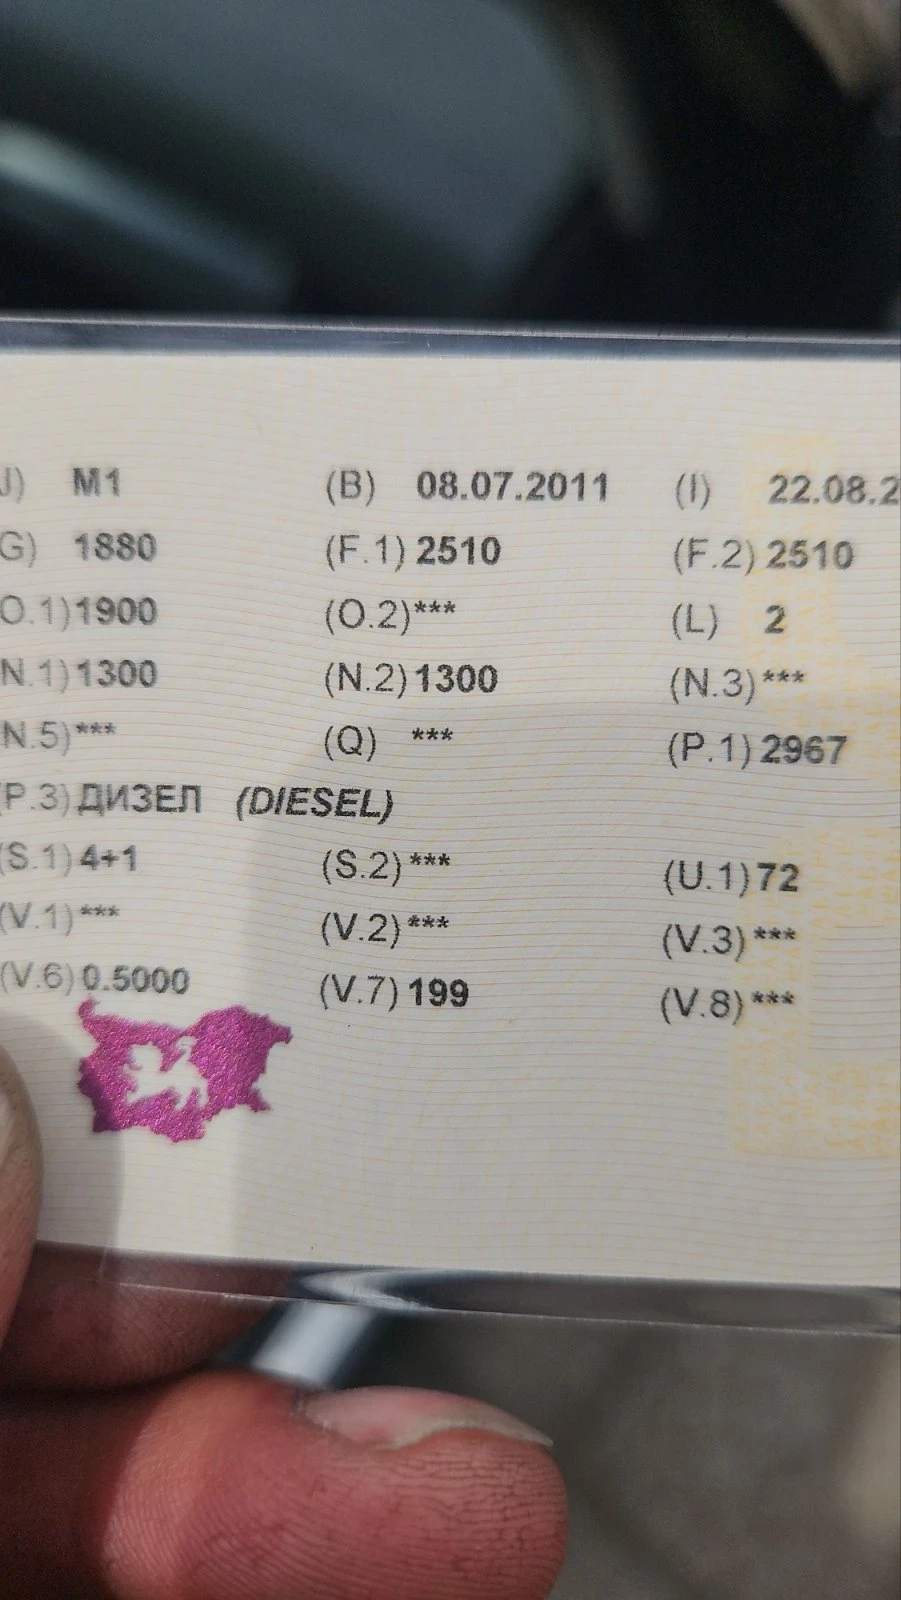 J) M1 (B) 08.07.2011 (I) 22.08.2
G) 1880 (F.1) 2510 (F.2) 2510
O.1) 1900 (O.2) *** (L) 2
N.1) 1300 (N.2) 1300 (N.3) ***
N.5) *** (Q) *** (P.1) 2967
(P.3) ДИЗЕЛ (DIESEL)
(S.1) 4+1 (S.2) *** (U.1) 72
(V.1) *** (V.2) *** (V.3) ***
(V.6) 0.5000 (V.7) 199 (V.8) ***